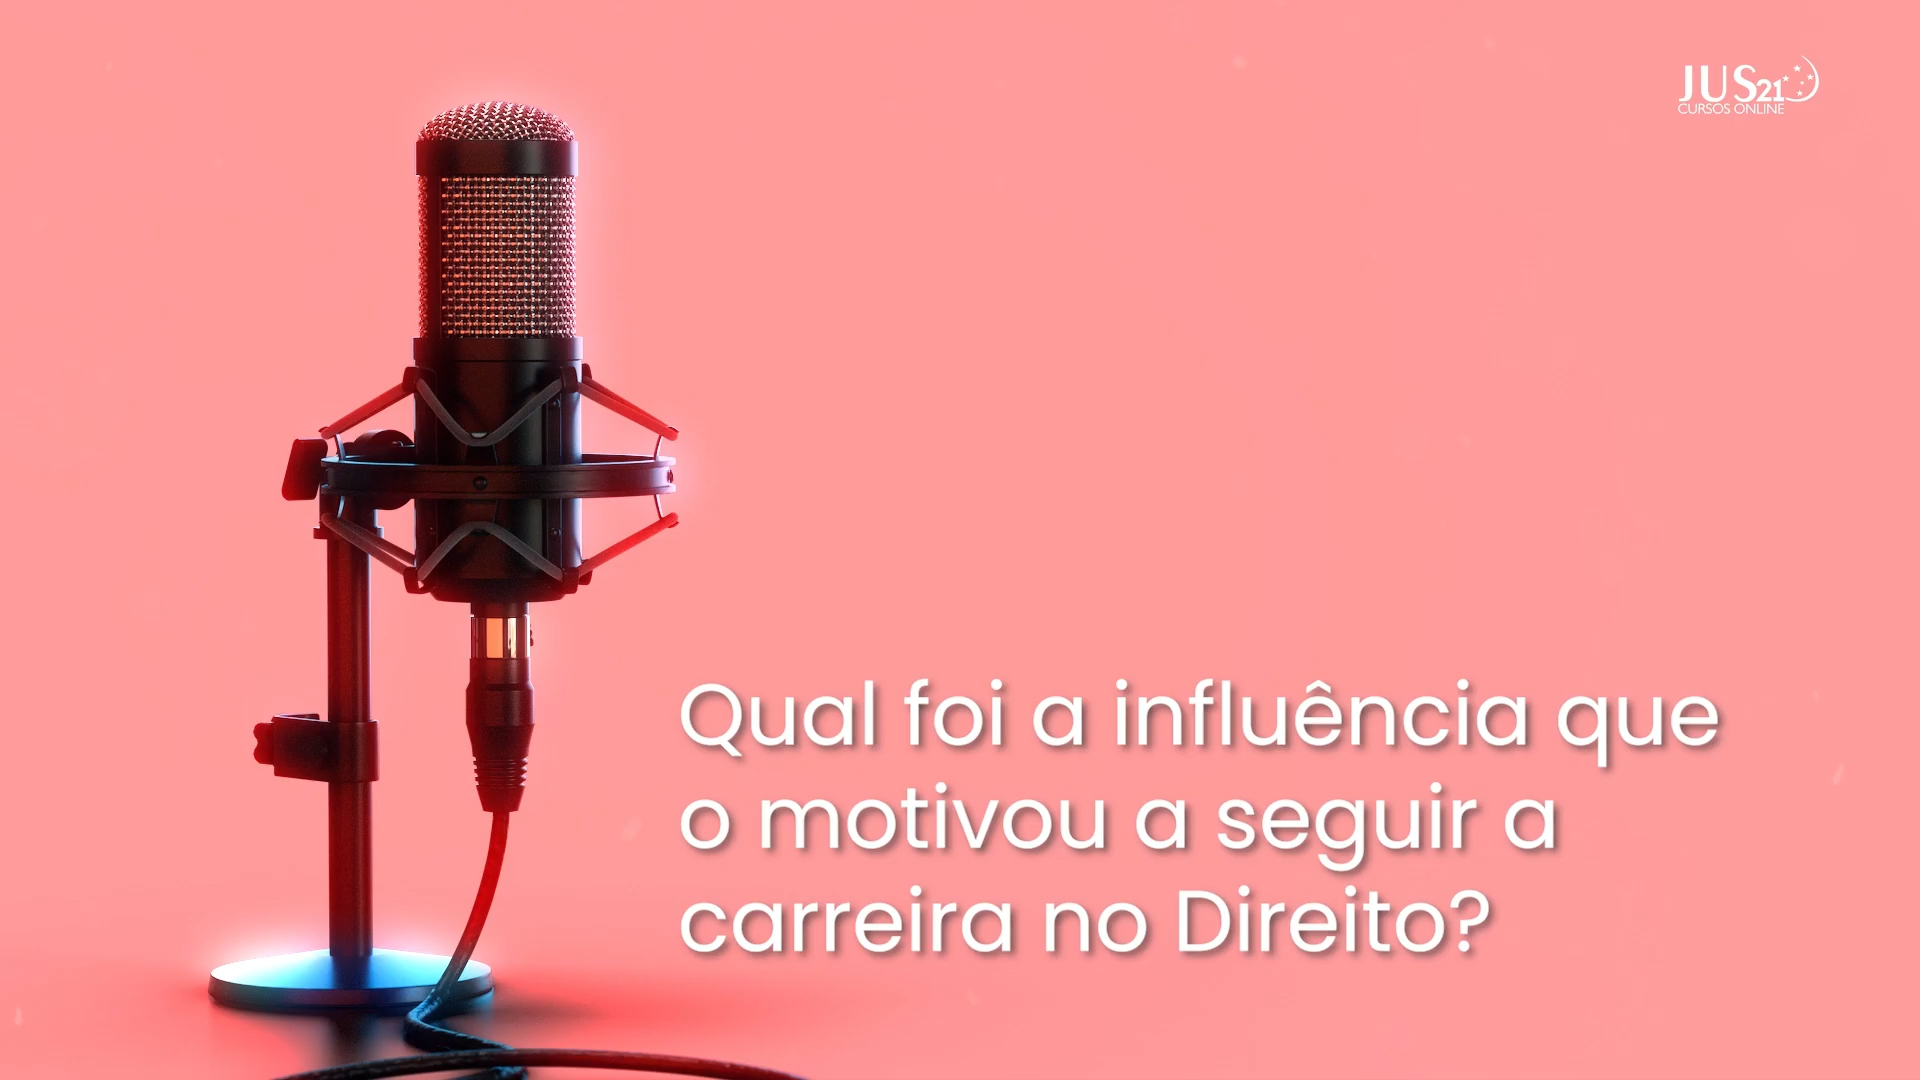 JUS21
CURSOS ONLINE
Qual foi a influência que
o motivou a seguir a
carreira no Direito?